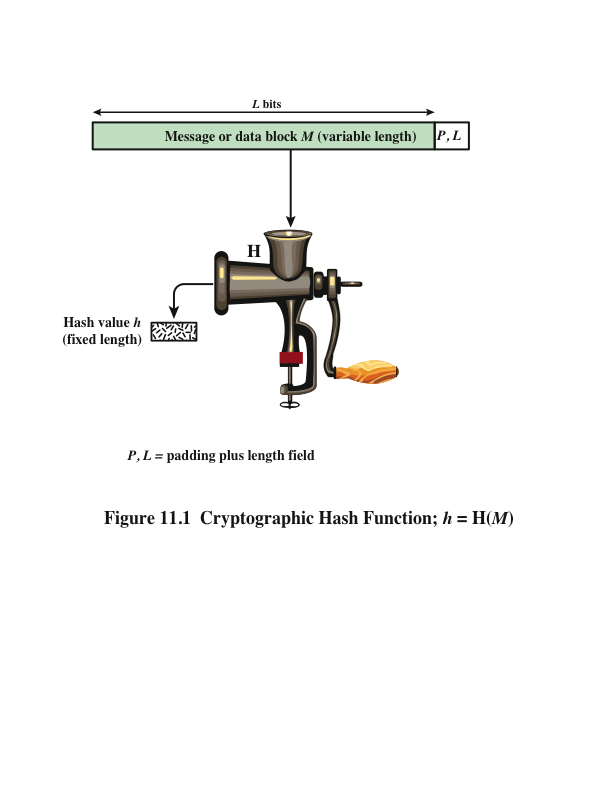 L bits
Message or data block M (variable length)
P, L
H
Hash value h
(fixed length)
P, L = padding plus length field
Figure 11.1 Cryptographic Hash Function; h = H(M)